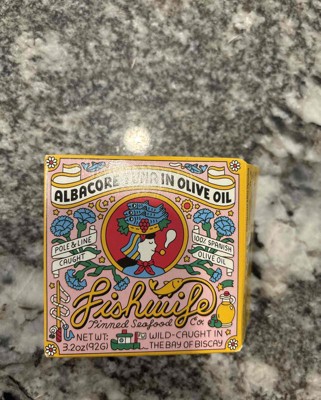 ALBACORE TUNA IN OLIVE OIL
POLE & LINE
CAUGHT
100% SPANISH
OLIVE OIL
Fishwife
Tinned Seafood Co
NET WT:
3.2oz(92G)
WILD-CAUGHT IN
THE BAY OF BISCAY